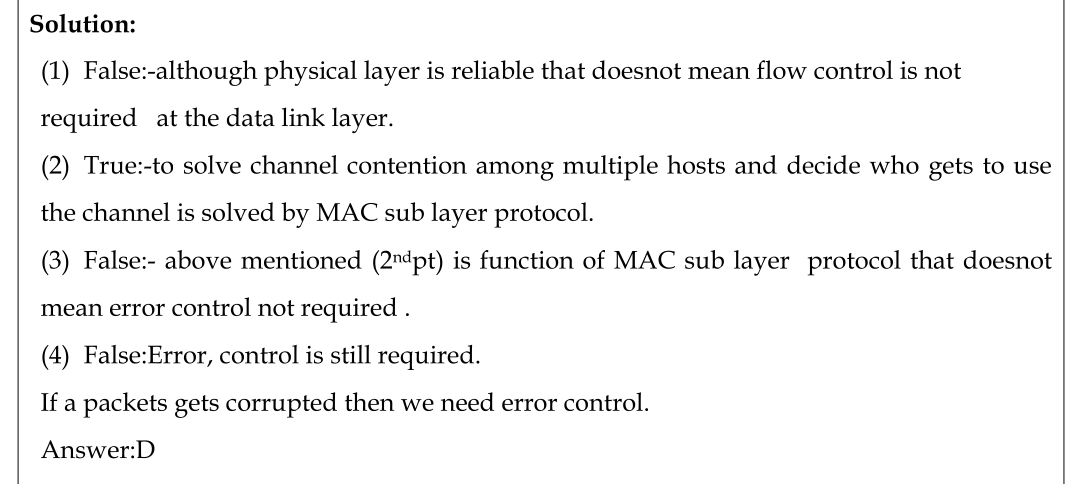 Solution:
(1) False:-although physical layer is reliable that doesnot mean flow control is not
required at the data link layer.
(2) True:-to solve channel contention among multiple hosts and decide who gets to use
the channel is solved by MAC sub layer protocol.
(3) False:- above mentioned (2ndpt) is function of MAC sub layer protocol that doesnot
mean error control not required .
(4) False:Error, control is still required.
If a packets gets corrupted then we need error control.
Answer:D